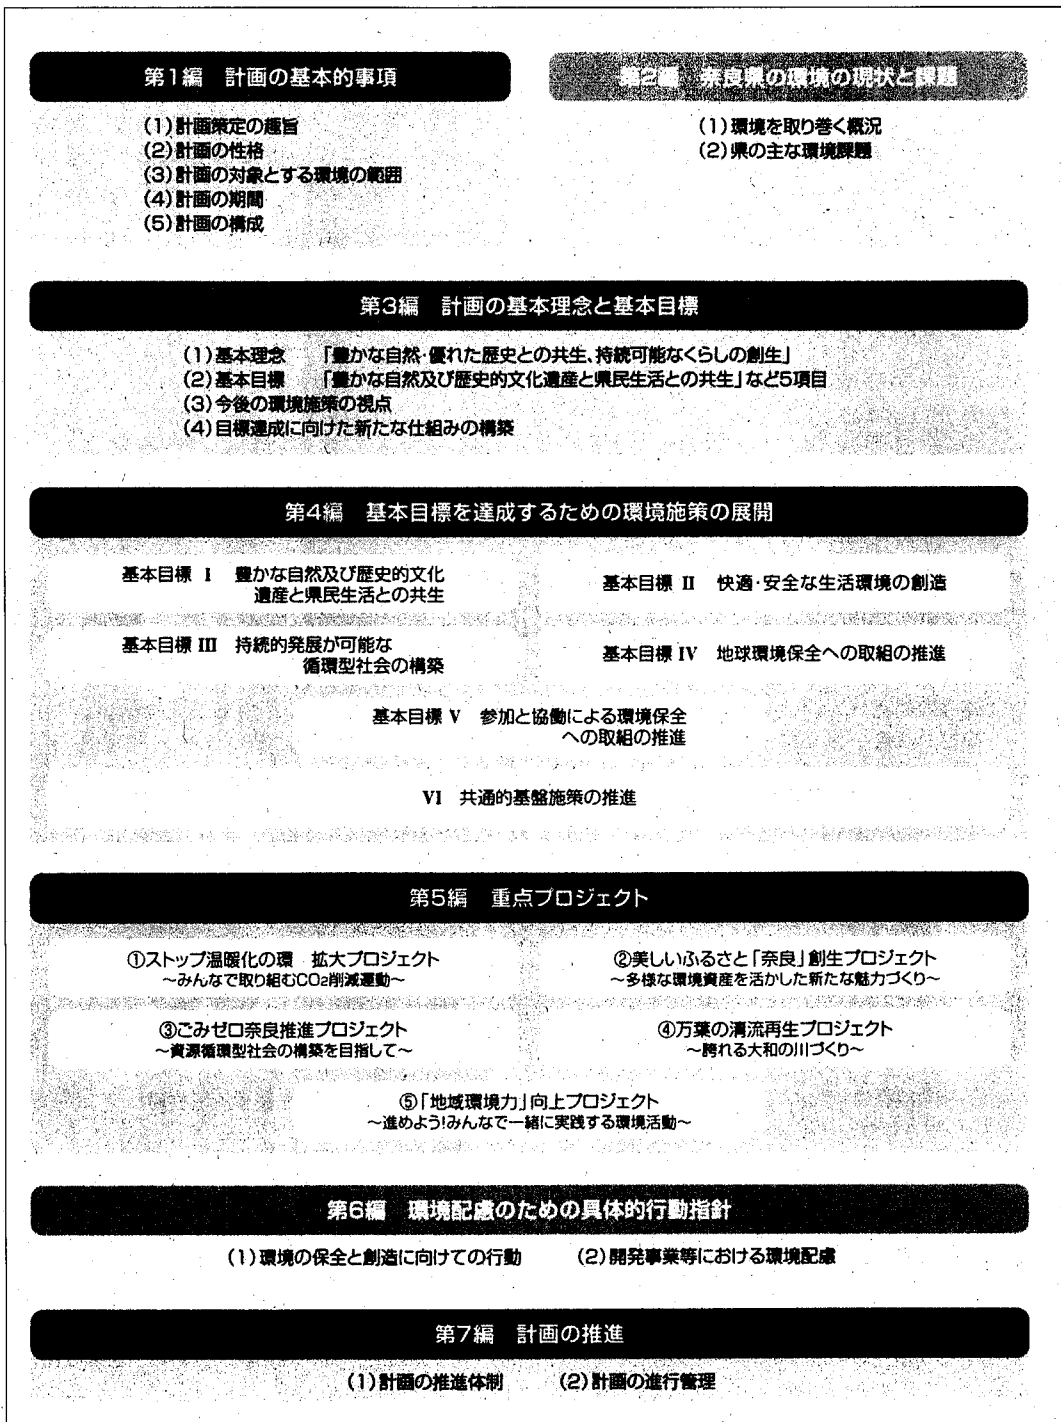 第1編 計画の基本的事項
(1)計画策定の趣旨
(2)計画の性格
(3)計画の対象とする環境の範囲
(4)計画の期間
(5)計画の構成
第2編 奈良県の環境の現状と課題
(1)環境を取り巻く概況
(2)県の主な環境課題
第3編 計画の基本理念と基本目標
(1)基本理念 「豊かな自然・優れた歴史との共生、持続可能なくらしの創生」
(2)基本目標 「豊かな自然及び歴史的文化遺産と県民生活との共生」など5項目
(3)今後の環境施策の視点
(4)目標達成に向けた新たな仕組みの構築
第4編 基本目標を達成するための環境施策の展開
基本目標 I 豊かな自然及び歴史的文化
遺産と県民生活との共生
基本目標 II 快適・安全な生活環境の創造
基本目標 III 持続的発展が可能な
循環型社会の構築
基本目標 IV 地球環境保全への取組の推進
基本目標 V 参加と協働による環境保全
への取組の推進
VI 共通的基盤施策の推進
第5編 重点プロジェクト
①ストップ温暖化の環 拡大プロジェクト
～みんなで取り組むCO2削減運動～
②美しいふるさと「奈良」創生プロジェクト
～多様な環境資産を活かした新たな魅力づくり～
③ごみゼロ奈良推進プロジェクト
～資源循環型社会の構築を目指して～
④万葉の清流再生プロジェクト
～誇れる大和の川づくり～
⑤「地域環境力」向上プロジェクト
～進めよう!みんなで一緒に実践する環境活動～
第6編 環境配慮のための具体的行動指針
(1)環境の保全と創造に向けての行動 (2)開発事業等における環境配慮
第7編 計画の推進
(1)計画の推進体制 (2)計画の進行管理